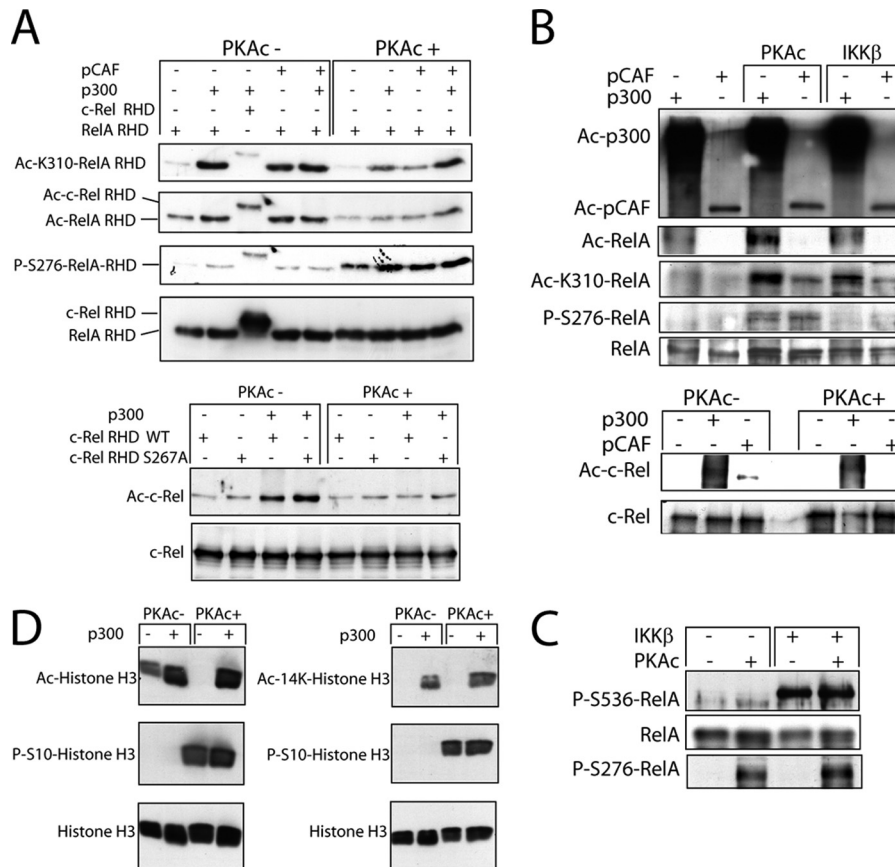 A
PKAc - PKAc +
pCAF - - - + + - - + +
p300 - + + - + - + - +
c-Rel RHD - - + - - - - - -
RelA RHD + + - + + + + + +
Ac-K310-RelA RHD
Ac-c-Rel RHD
Ac-RelA RHD
P-S276-RelA-RHD
c-Rel RHD
RelA RHD
PKAc - PKAc +
p300 - - + + - - + +
c-Rel RHD WT + - + - + - + -
c-Rel RHD S267A - + - + - + - +
Ac-c-Rel
c-Rel
B
PKAc IKKβ
pCAF - + - + - +
p300 + - + - + -
Ac-p300
Ac-pCAF
Ac-RelA
Ac-K310-RelA
P-S276-RelA
RelA
PKAc- PKAc+
p300 - + - - + -
pCAF - - + - - +
Ac-c-Rel
c-Rel
C
IKKβ - - + +
PKAc - + - +
P-S536-RelA
RelA
P-S276-RelA
D
PKAc- PKAc+
p300 - + - +
Ac-Histone H3
P-S10-Histone H3
Histone H3
PKAc- PKAc+
p300 - + - +
Ac-14K-Histone H3
P-S10-Histone H3
Histone H3